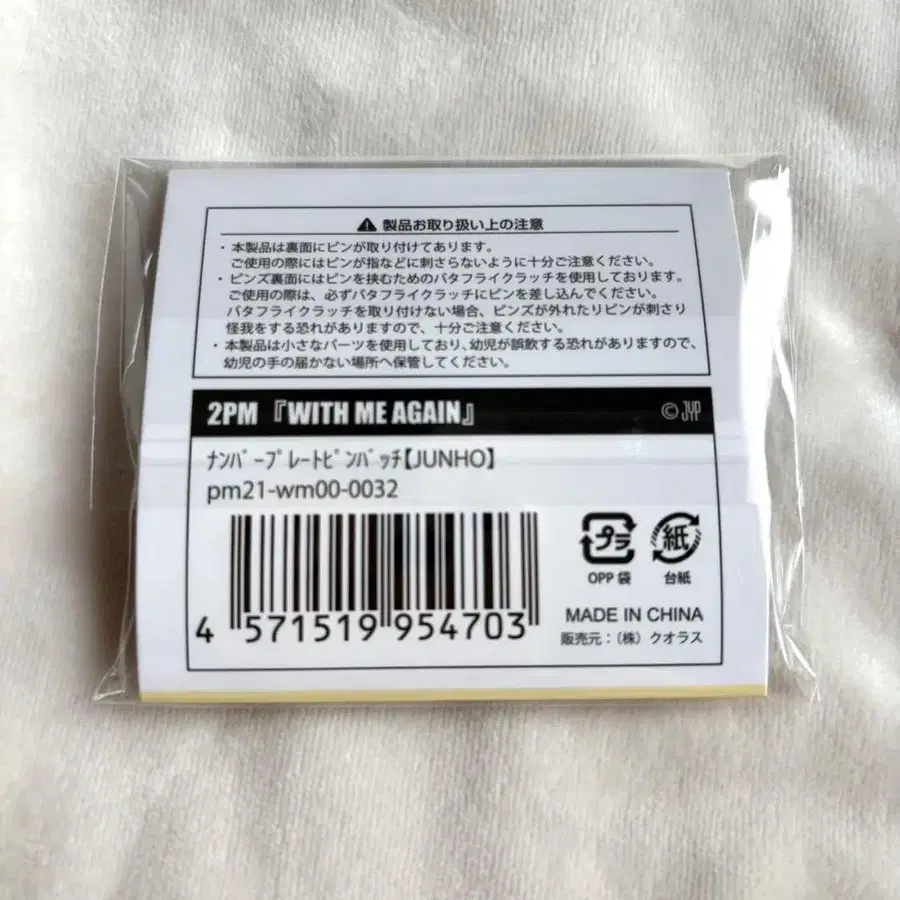 ⚠ 製品お取り扱い上の注意
・本製品は裏面にピンが取り付けてあります。
ご使用の際にはピンが指などに刺さらないように十分ご注意ください。
・ピンズ裏面にはピンを挟むためのバタフライクラッチを使用しております。
ご使用の際は、必ずバタフライクラッチにピンを差し込んでください。
バタフライクラッチを取り付けない場合、ピンズが外れたりピンが刺さり
怪我をする恐れがありますので、十分ご注意ください。
・本製品は小さなパーツを使用しており、幼児が誤飲する恐れがありますので、
幼児の手の届かない場所へ保管してください。
2PM『WITH ME AGAIN』 © JYP
ﾅﾝﾊﾞｰﾌﾟﾚｰﾄﾋﾟﾝﾊﾞｯﾁ【JUNHO】
pm21-wm00-0032
プラ 紙
OPP 袋 台紙
4 571519 954703
MADE IN CHINA
販売元：（株）クオラス